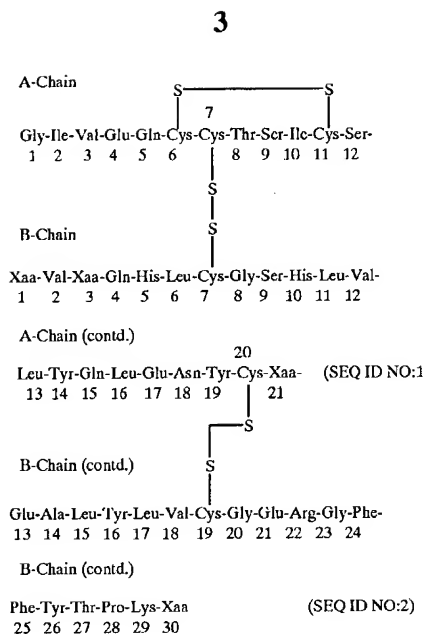 3
A-Chain
S S
7
Gly-Ile-Val-Glu-Gln-Cys-Cys-Thr-Scr-Ilc-Cys-Ser-
1 2 3 4 5 6 8 9 10 11 12
S
B-Chain
S
Xaa-Val-Xaa-Gln-His-Leu-Cys-Gly-Ser-His-Leu-Val-
1 2 3 4 5 6 7 8 9 10 11 12
A-Chain (contd.)
20
Leu-Tyr-Gln-Leu-Glu-Asn-Tyr-Cys-Xaa- (SEQ ID NO:1
13 14 15 16 17 18 19 21
S
B-Chain (contd.)
S
Glu-Ala-Leu-Tyr-Leu-Val-Cys-Gly-Glu-Arg-Gly-Phe-
13 14 15 16 17 18 19 20 21 22 23 24
B-Chain (contd.)
Phe-Tyr-Thr-Pro-Lys-Xaa (SEQ ID NO:2)
25 26 27 28 29 30